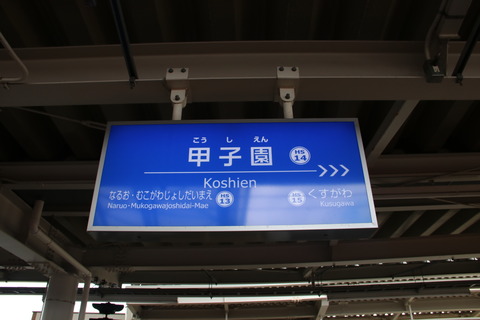 こうしえん
甲子園 HS 14
Koshien
なるお・むこがわじょしだいまえ HS 13 HS 15 くすがわ
Naruo-Mukogawajoshidai-Mae Kusugawa